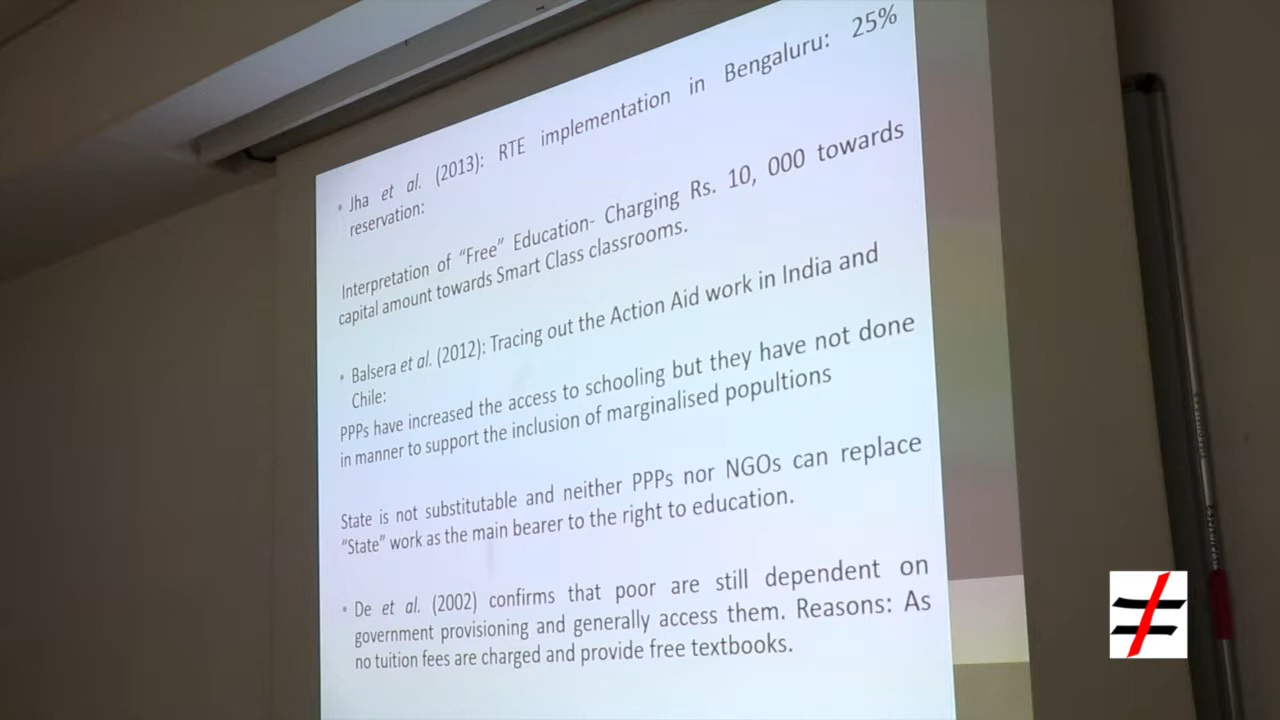 • Jha et al. (2013): RTE implementation in Bengaluru: 25%
reservation:
Interpretation of “Free” Education- Charging Rs. 10, 000 towards
capital amount towards Smart Class classrooms.
• Balsera et al. (2012): Tracing out the Action Aid work in India and
Chile:
PPPs have increased the access to schooling but they have not done
in manner to support the inclusion of marginalised popultions
State is not substitutable and neither PPPs nor NGOs can replace
“State” work as the main bearer to the right to education.
• De et al. (2002) confirms that poor are still dependent on
government provisioning and generally access them. Reasons: As
no tuition fees are charged and provide free textbooks.